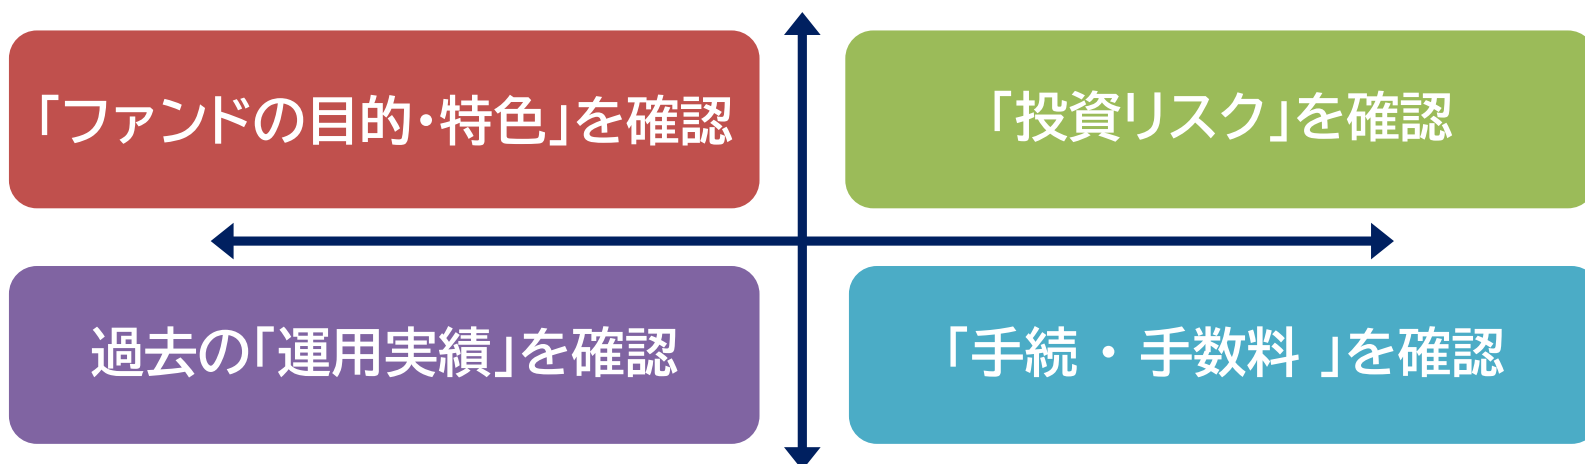 「ファンドの目的・特色」を確認
「投資リスク」を確認
過去の「運用実績」を確認
「手続 ・ 手数料 」を確認